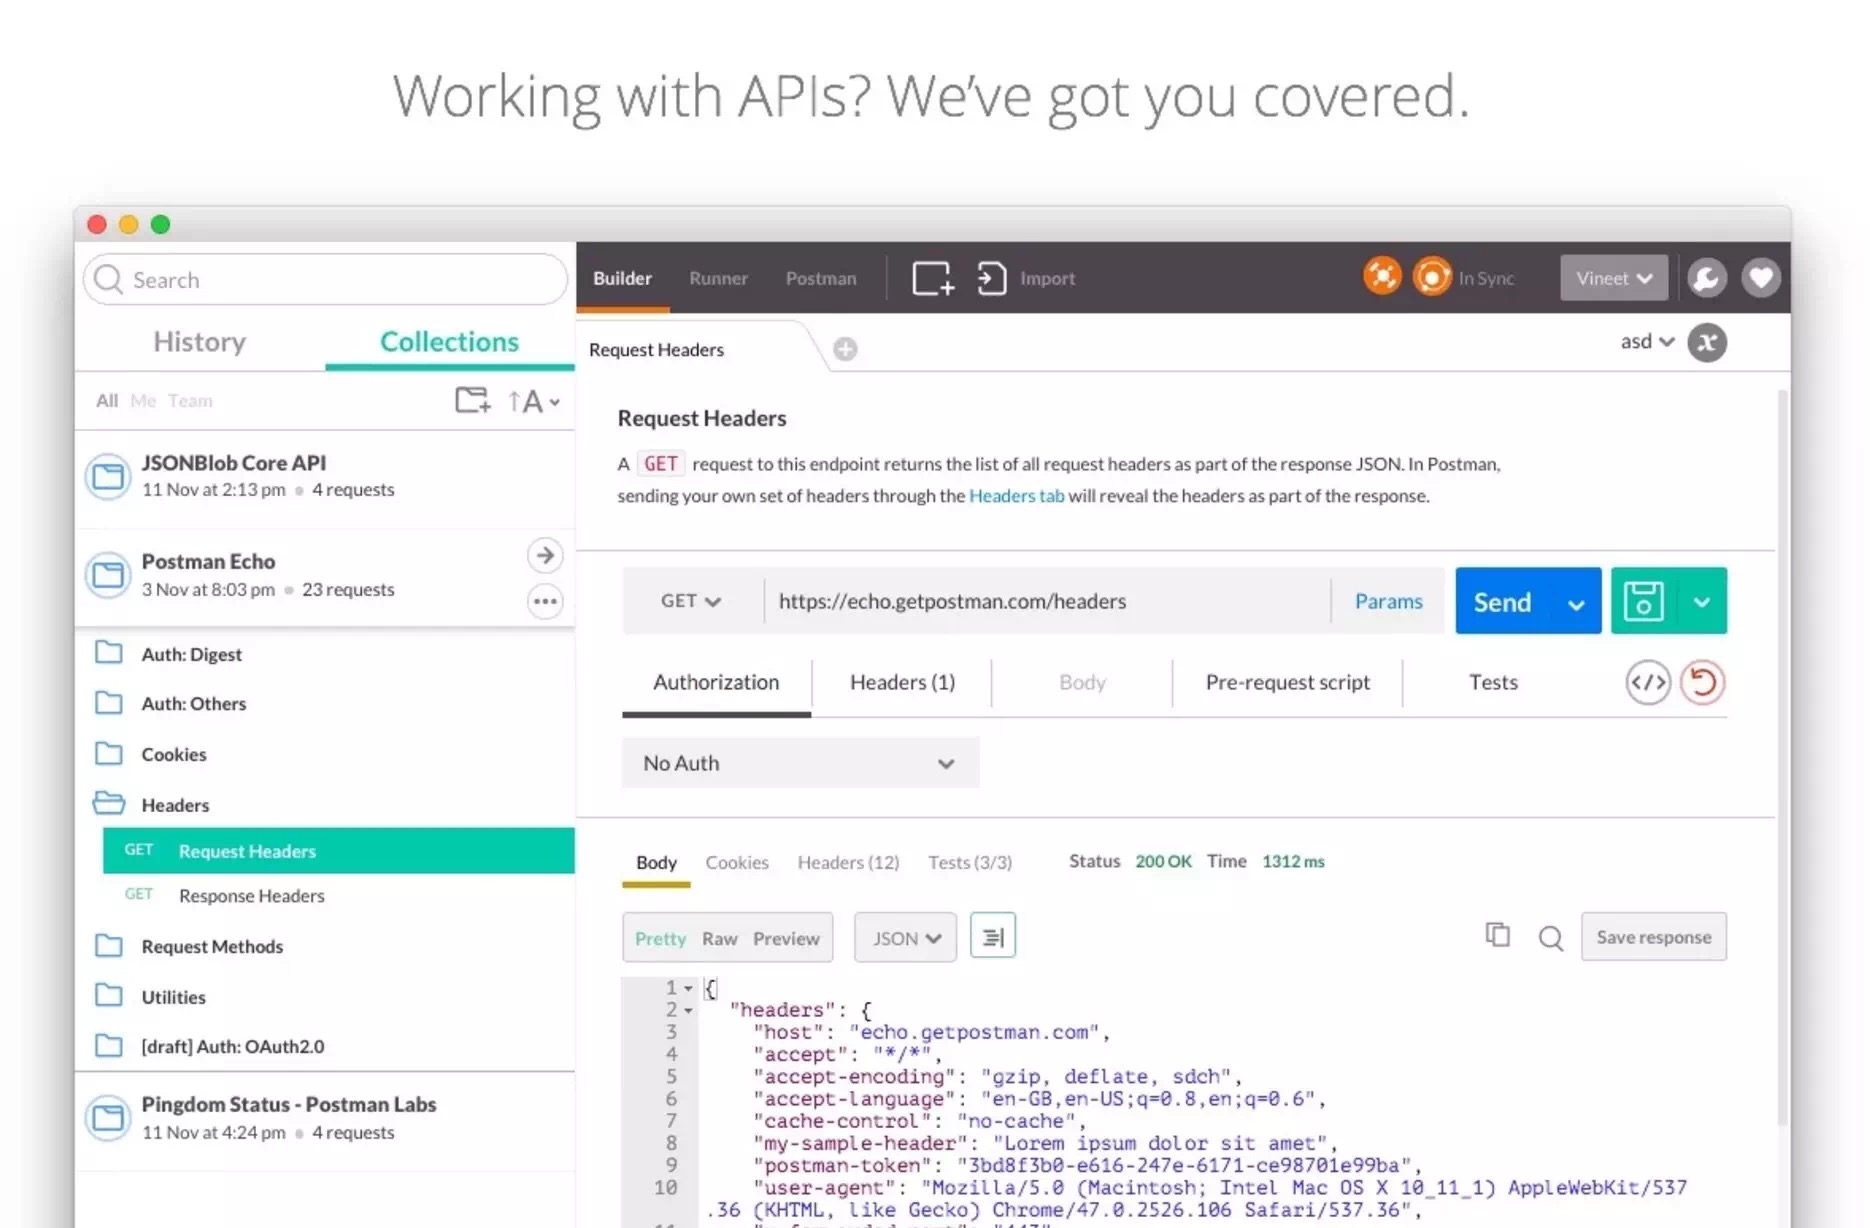 Working with APIs? We've got you covered.
Search
History Collections
All Me Team A
JSONBlob Core API
11 Nov at 2:13 pm 4 requests
Postman Echo
3 Nov at 8:03 pm 23 requests
Auth: Digest
Auth: Others
Cookies
Headers
GET Request Headers
GET Response Headers
Request Methods
Utilities
[draft] Auth: OAuth2.0
Pingdom Status - Postman Labs
11 Nov at 4:24 pm 4 requests
Builder Runner Postman Import In Sync Vineet
Request Headers asd x
Request Headers
A GET request to this endpoint returns the list of all request headers as part of the response JSON. In Postman,
sending your own set of headers through the Headers tab will reveal the headers as part of the response.
GET https://echo.getpostman.com/headers Params Send
Authorization Headers (1) Body Pre-request script Tests </>
No Auth
Body Cookies Headers (12) Tests (3/3) Status 200 OK Time 1312 ms
Pretty Raw Preview JSON Save response
1 {
2 "headers": {
3 "host": "echo.getpostman.com",
4 "accept": "*/*",
5 "accept-encoding": "gzip, deflate, sdch",
6 "accept-language": "en-GB,en-US;q=0.8,en;q=0.6",
7 "cache-control": "no-cache",
8 "my-sample-header": "Lorem ipsum dolor sit amet",
9 "postman-token": "3bd8f3b0-e616-247e-6171-ce98701e99ba",
10 "user-agent": "Mozilla/5.0 (Macintosh; Intel Mac OS X 10_11_1) AppleWebKit/537
.36 (KHTML, like Gecko) Chrome/47.0.2526.106 Safari/537.36",